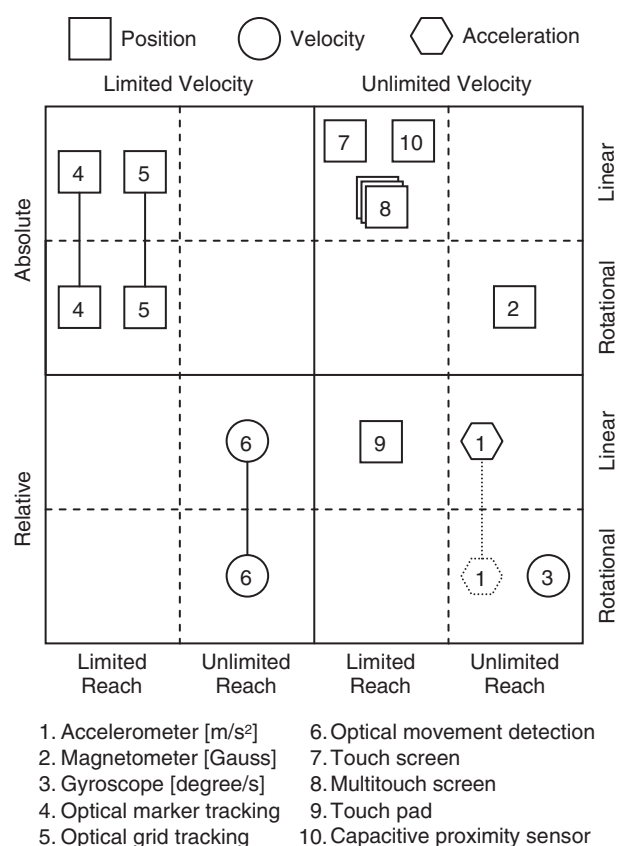 Position Velocity Acceleration
Limited Velocity Unlimited Velocity
Absolute
Linear
Rotational
4 5 7 10
8
4 5 2
Relative
Linear
Rotational
6 9 1
6 1 3
Limited Reach Unlimited Reach Limited Reach Unlimited Reach
1. Accelerometer [m/s²]
2. Magnetometer [Gauss]
3. Gyroscope [degree/s]
4. Optical marker tracking
5. Optical grid tracking
6. Optical movement detection
7. Touch screen
8. Multitouch screen
9. Touch pad
10. Capacitive proximity sensor